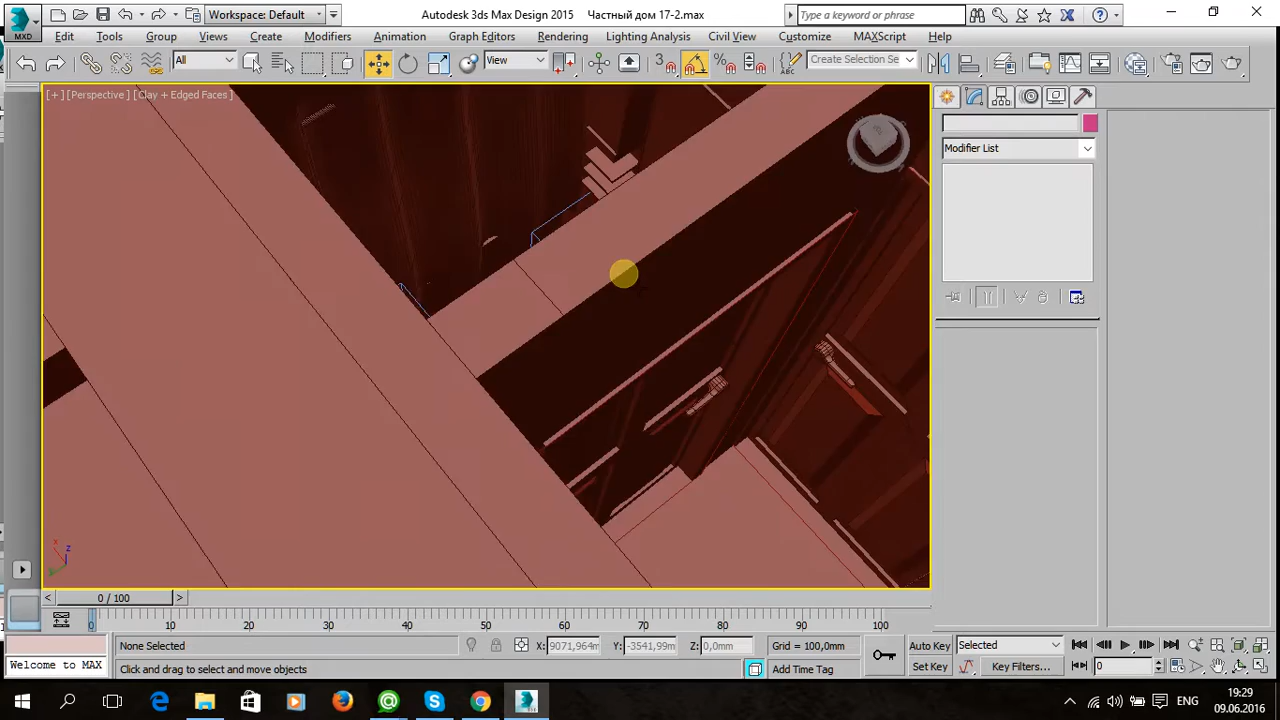 MXD
Workspace: Default
Autodesk 3ds Max Design 2015 Частный дом 17-2.max
Type a keyword or phrase
Edit Tools Group Views Create Modifiers Animation Graph Editors Rendering Lighting Analysis Civil View Customize MAXScript Help
All View 3 Create Selection Se
[+] [Perspective] [Clay + Edged Faces]
Modifier List
x z
0 / 100
0 10 20 30 40 50 60 70 80 90 100
None Selected X: 9071,964m Y: -3541,99m Z: 0,0mm Grid = 100,0mm Auto Key Selected
Welcome to MAX Click and drag to select and move objects Add Time Tag Set Key Key Filters... 0
ENG
19:29
09.06.2016